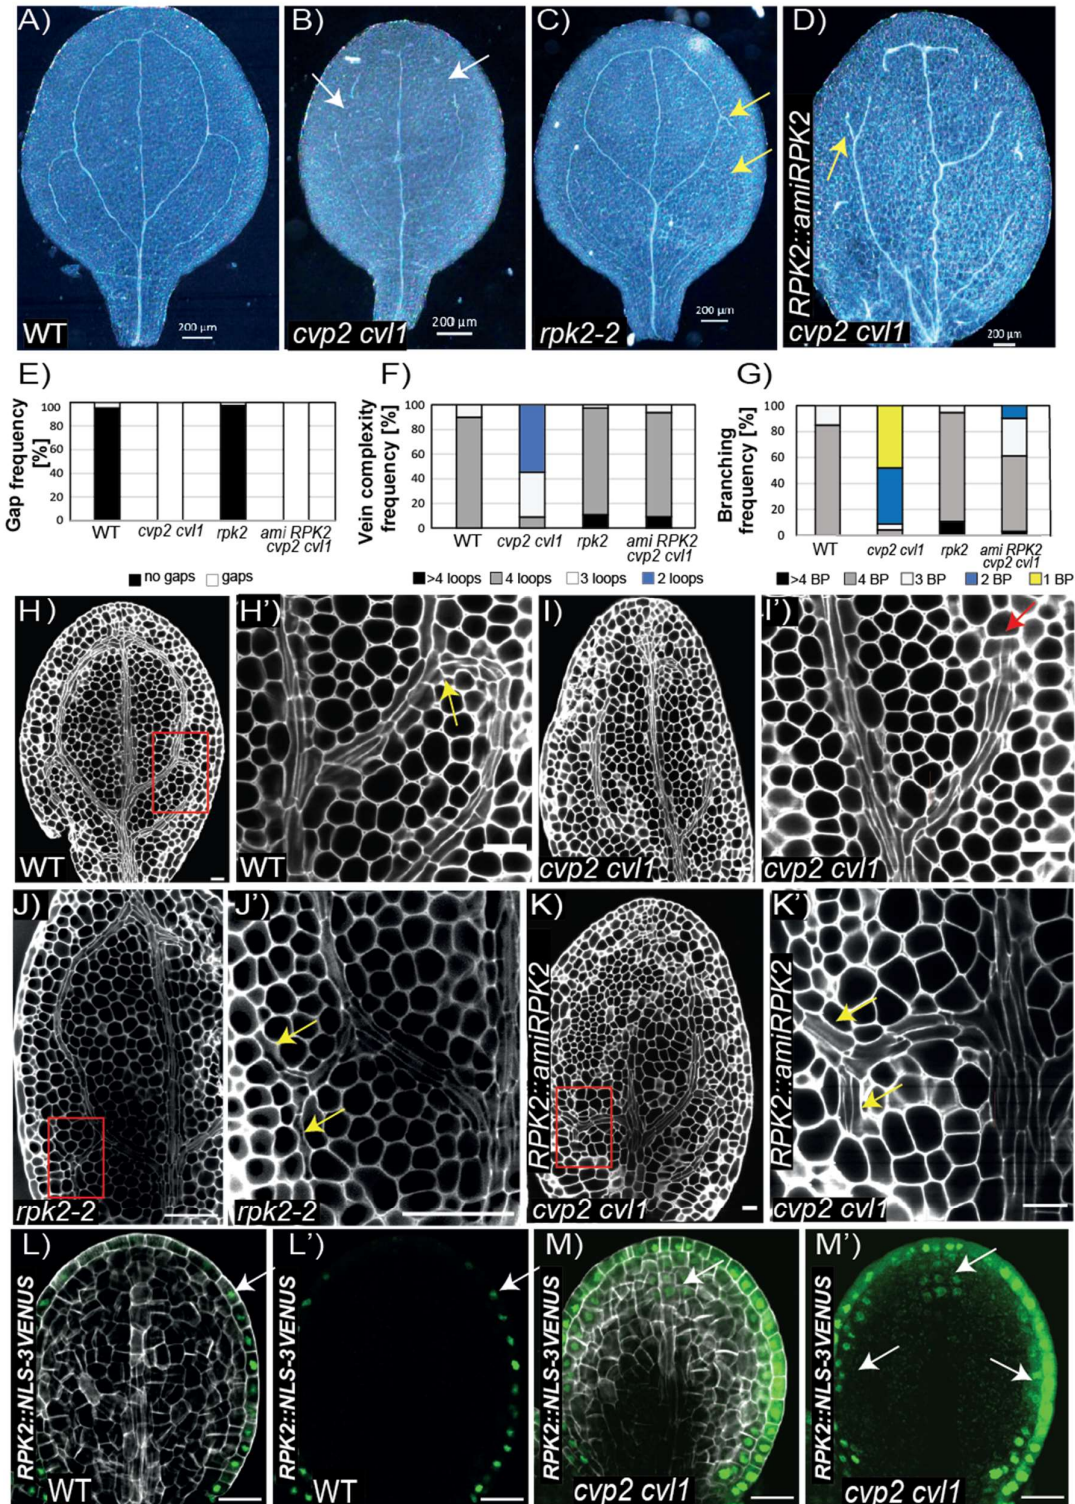 A)
WT
200 µm
B)
cvp2 cvl1
200 µm
C)
rpk2-2
200 µm
D)
RPK2::amiRPK2
cvp2 cvl1
200 µm
E)
Gap frequency [%]
100
80
60
40
20
0
WT
cvp2 cvl1
rpk2
ami RPK2
cvp2 cvl1
no gaps
gaps
F)
Vein complexity frequency [%]
100
80
60
40
20
0
WT
cvp2 cvl1
rpk2
ami RPK2
cvp2 cvl1
>4 loops
4 loops
3 loops
2 loops
G)
Branching frequency [%]
100
80
60
40
20
0
WT
cvp2 cvl1
rpk2
ami RPK2
cvp2 cvl1
>4 BP
4 BP
3 BP
2 BP
1 BP
H)
WT
H')
WT
I)
cvp2 cvl1
I')
cvp2 cvl1
J)
rpk2-2
J')
rpk2-2
K)
RPK2::amiRPK2
cvp2 cvl1
K')
RPK2::amiRPK2
cvp2 cvl1
L)
RPK2::NLS-3VENUS
WT
L')
RPK2::NLS-3VENUS
WT
M)
RPK2::NLS-3VENUS
cvp2 cvl1
M')
RPK2::NLS-3VENUS
cvp2 cvl1